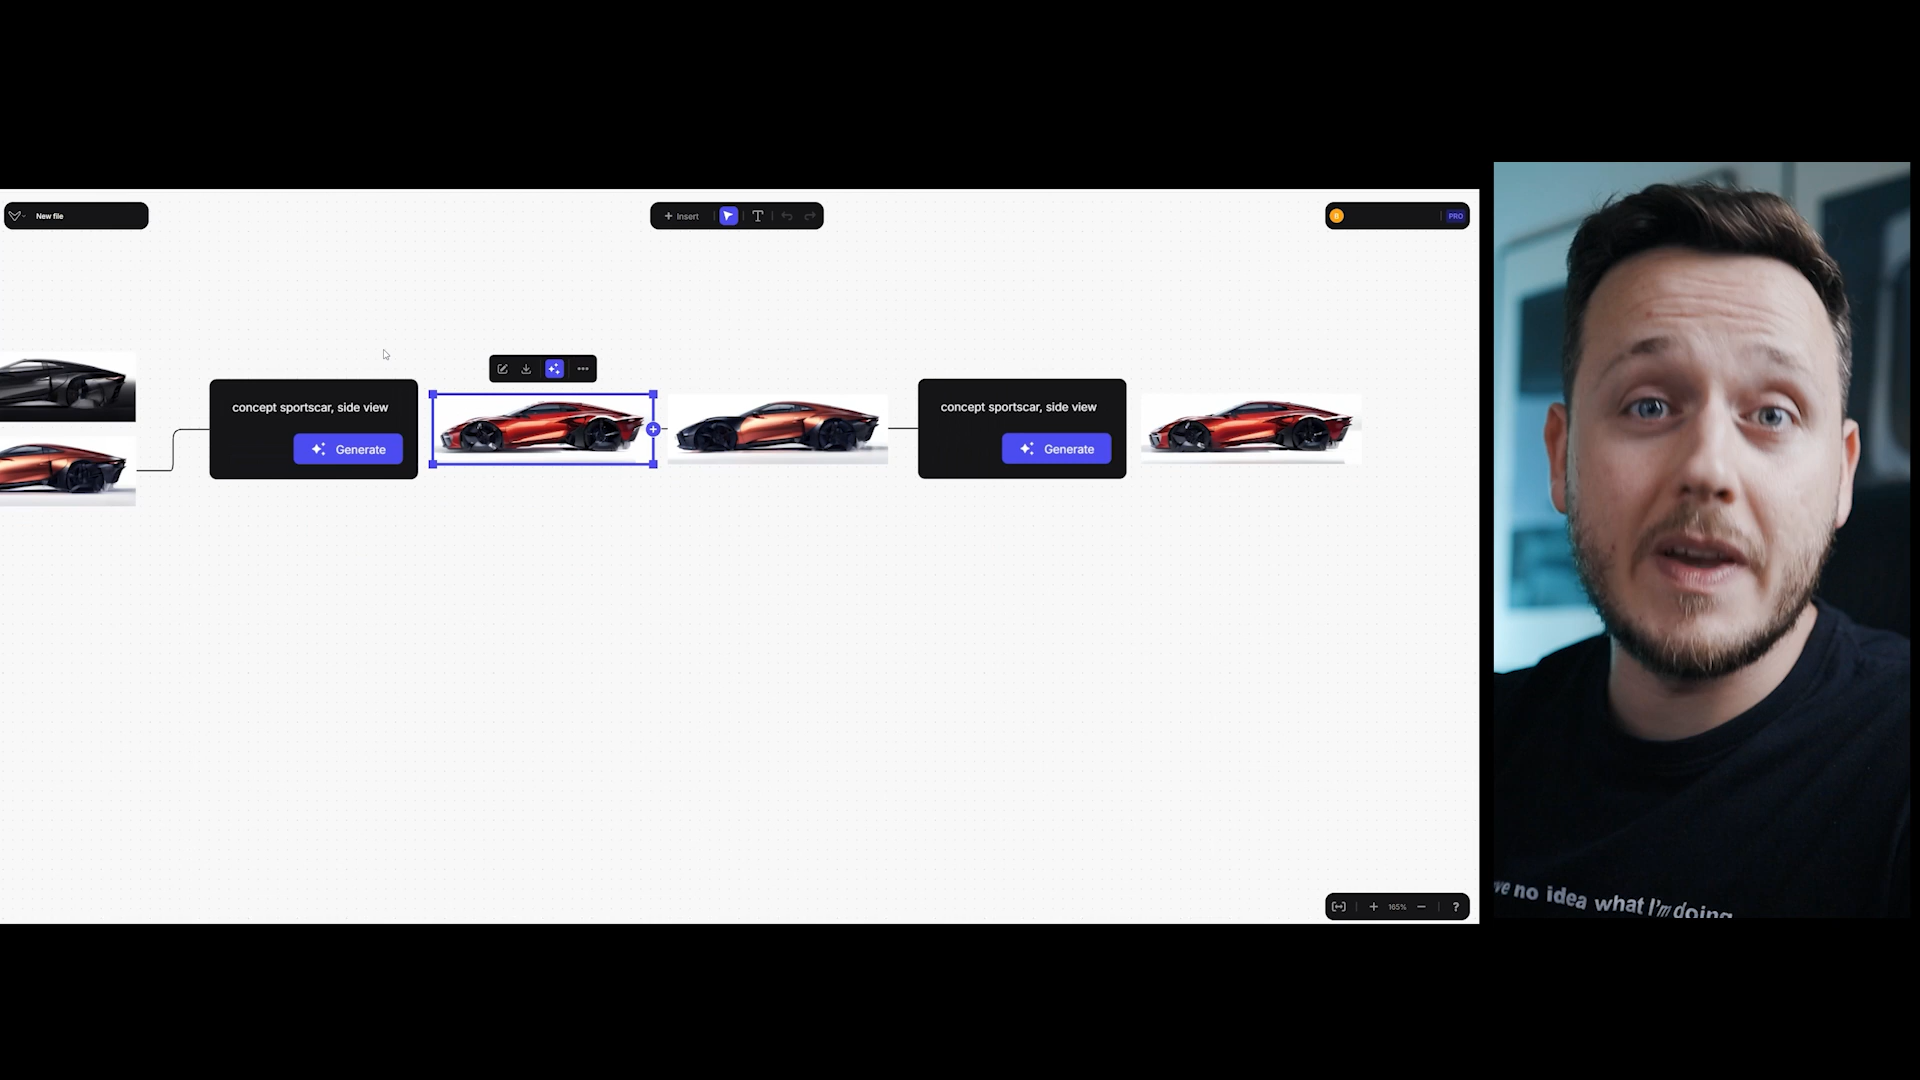 New file
Insert
T
B
PRO
concept sportscar, side view
Generate
concept sportscar, side view
Generate
165%
?
ve no idea what I'm doing